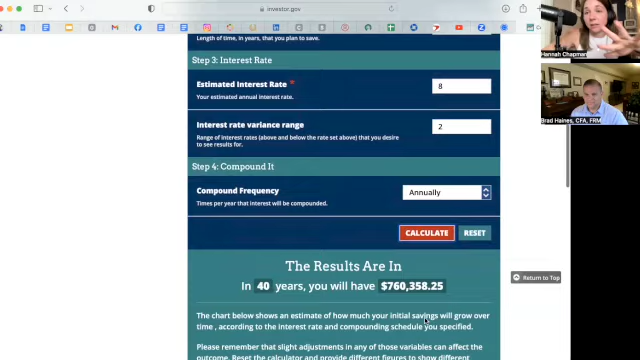 investor.gov
Length of time, in years, that you plan to save.
Step 3: Interest Rate
Estimated Interest Rate *
8
Your estimated annual interest rate.
Interest rate variance range
2
Range of interest rates (above and below the rate set above) that you desire
to see results for.
Step 4: Compound It
Compound Frequency
Annually
Times per year that interest will be compounded.
CALCULATE
RESET
The Results Are In
In 40 years, you will have $760,358.25
Return to Top
The chart below shows an estimate of how much your initial savings will grow over
time, according to the interest rate and compounding schedule you specified.
Please remember that slight adjustments in any of those variables can affect the
outcome. Reset the calculator and provide different figures to show different
Hannah Chapman
Brad Haines, CFA, FRM